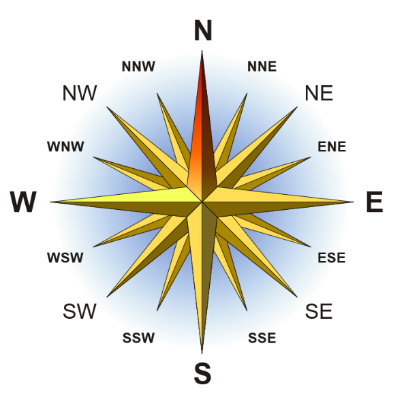 N
NNW NNE
NW NE
WNW ENE
W E
WSW ESE
SW SE
SSW SSE
S